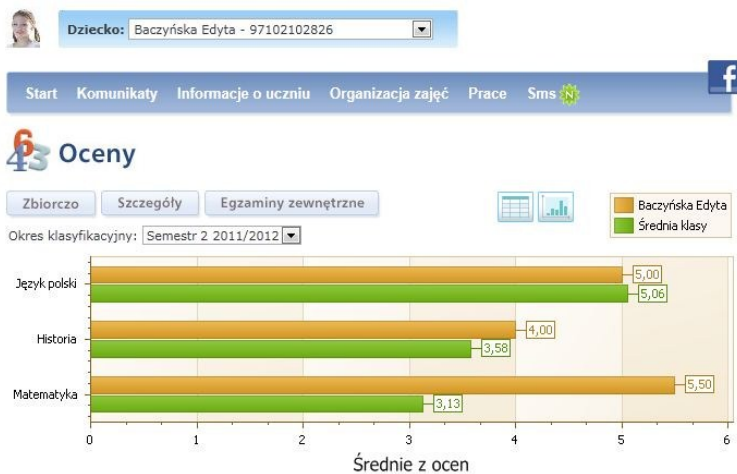 Dziecko: Baczyńska Edyta - 97102102826
Start Komunikaty Informacje o uczniu Organizacja zajęć Prace Sms N
f
643 Oceny
Zbiorczo Szczegóły Egzaminy zewnętrzne
Baczyńska Edyta
Średnia klasy
Okres klasyfikacyjny: Semestr 2 2011/2012
Język polski 5,00
5,06
Historia 4,00
3,58
Matematyka 5,50
3,13
0 1 2 3 4 5 6
Średnie z ocen